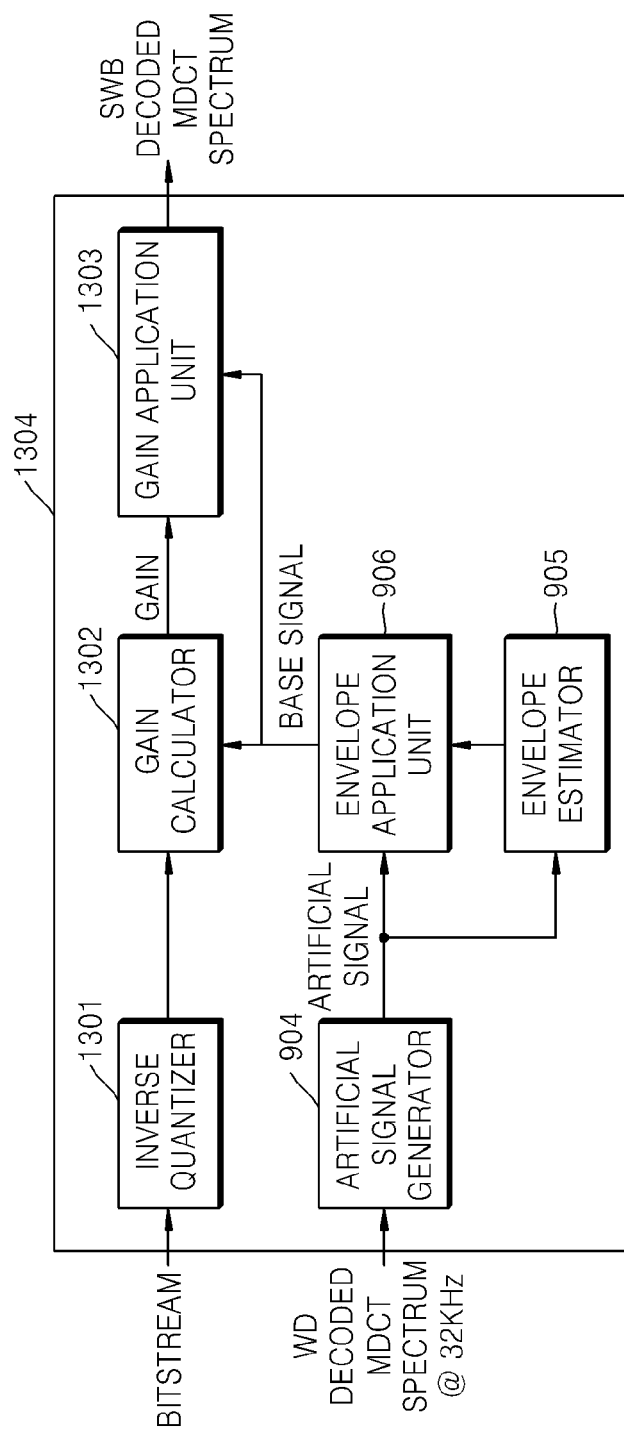 1304
BITSTREAM
1301
INVERSE
QUANTIZER
1302
GAIN
CALCULATOR
GAIN
1303
GAIN APPLICATION
UNIT
SWB
DECODED
MDCT
SPECTRUM
WD
DECODED
MDCT
SPECTRUM
@ 32KHz
904
ARTIFICIAL
SIGNAL
GENERATOR
ARTIFICIAL
SIGNAL
BASE SIGNAL
906
ENVELOPE
APPLICATION
UNIT
905
ENVELOPE
ESTIMATOR